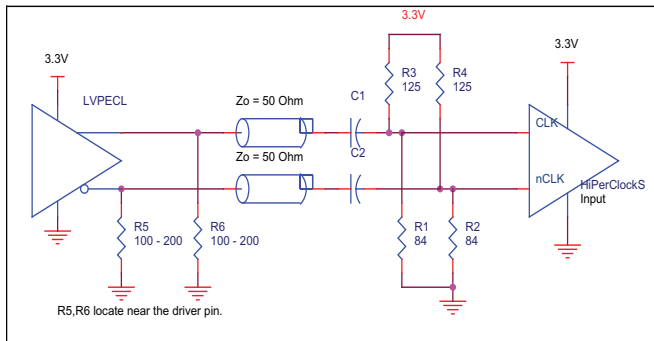 3.3V
3.3V
3.3V
LVPECL
Zo = 50 Ohm
C1
R3
125
R4
125
CLK
Zo = 50 Ohm
C2
nCLK
HiPerClockS
Input
R5
100 - 200
R6
100 - 200
R1
84
R2
84
R5,R6 locate near the driver pin.